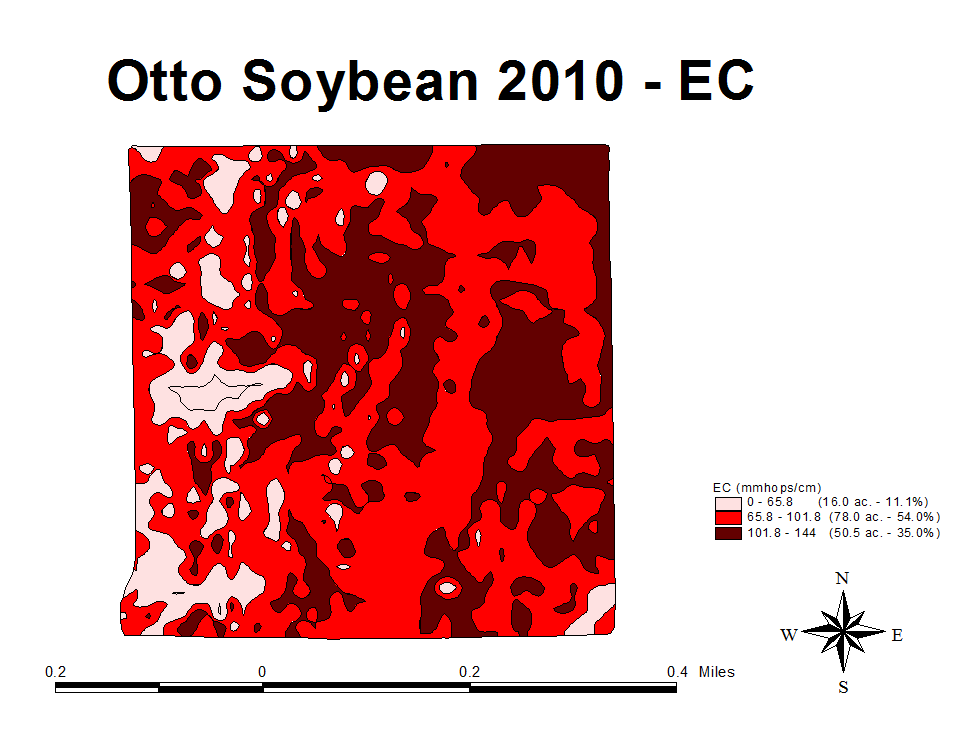 Otto Soybean 2010 - EC
EC (mmhops/cm)
0 - 65.8 (16.0 ac. - 11.1%)
65.8 - 101.8 (78.0 ac. - 54.0%)
101.8 - 144 (50.5 ac. - 35.0%)
N
W E
S
0.2 0 0.2 0.4 Miles